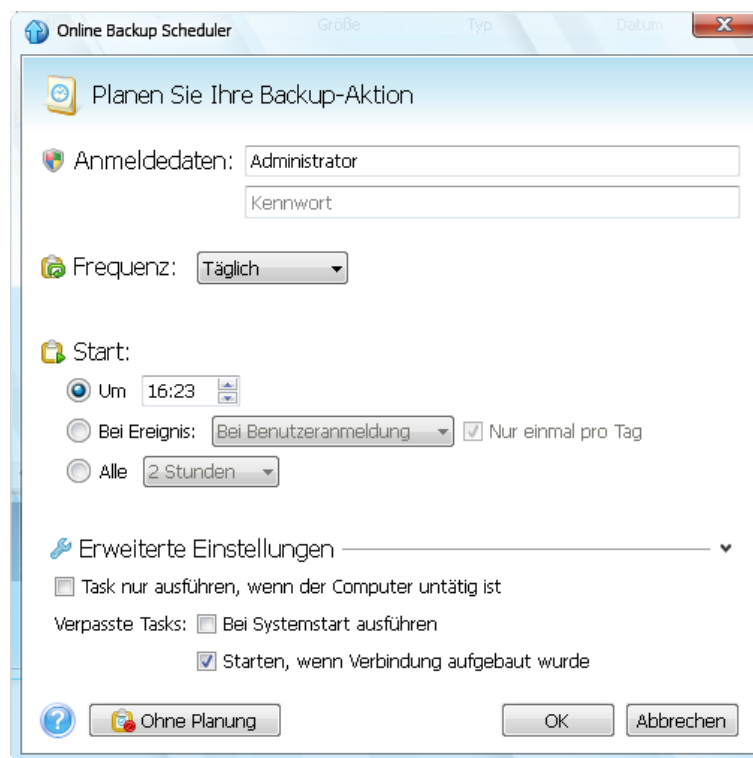 Online Backup Scheduler
Größe Typ Datum
Planen Sie Ihre Backup-Aktion
Anmeldedaten: Administrator
Kennwort
Frequenz: Täglich
Start:
Um 16:23
Bei Ereignis: Bei Benutzeranmeldung Nur einmal pro Tag
Alle 2 Stunden
Erweiterte Einstellungen
Task nur ausführen, wenn der Computer untätig ist
Verpasste Tasks: Bei Systemstart ausführen
Starten, wenn Verbindung aufgebaut wurde
? Ohne Planung OK Abbrechen